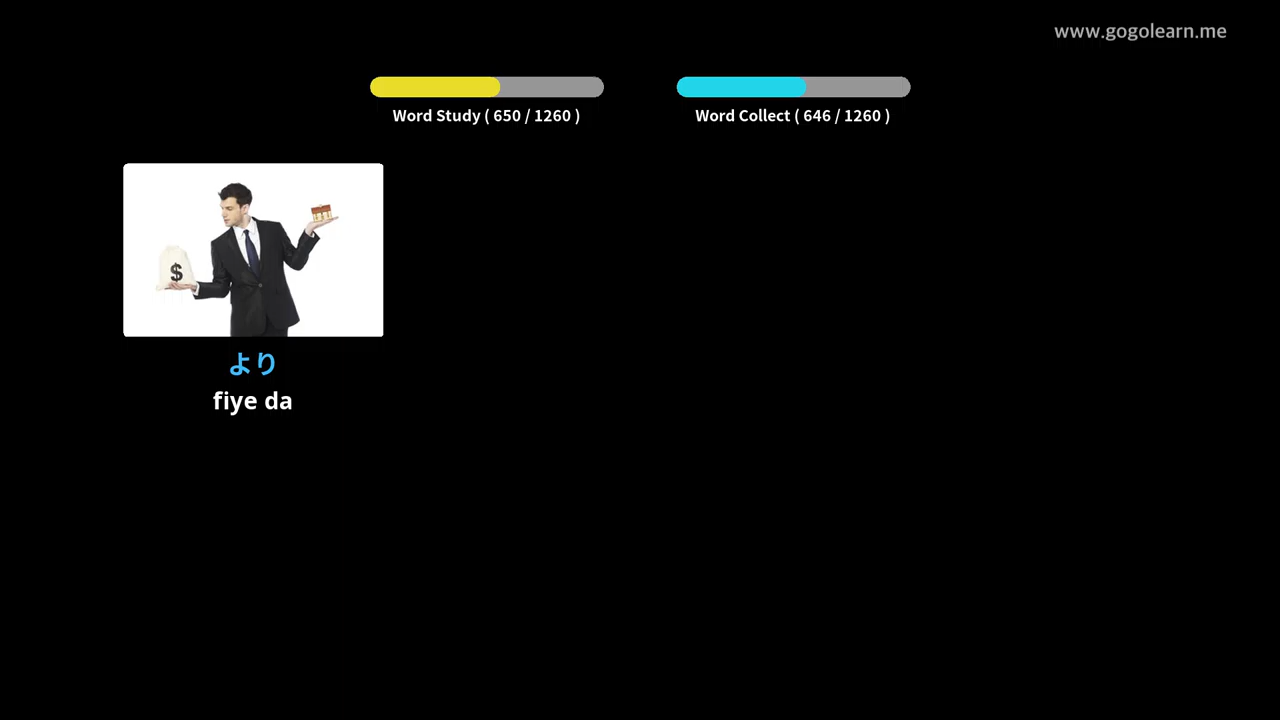 www.gogolearn.me
Word Study ( 650 / 1260 )
Word Collect ( 646 / 1260 )
$
より
fiye da